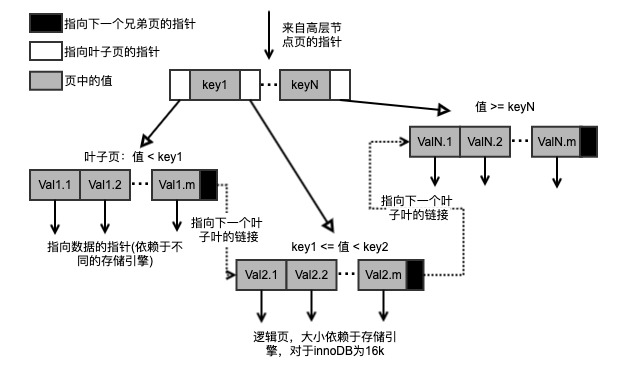 指向下一个兄弟页的指针
指向叶子页的指针
页中的值
来自高层节
点页的指针
key1
···
keyN
值 >= keyN
ValN.1
ValN.2
···
ValN.m
叶子页：值 < key1
Val1.1
Val1.2
···
Val1.m
指向下一个叶
子叶的链接
指向下一个叶
子叶的链接
指向数据的指针(依赖于不
同的存储引擎)
key1 <= 值 < key2
Val2.1
Val2.2
···
Val2.m
逻辑页，大小依赖于存储引
擎，对于innoDB为16k